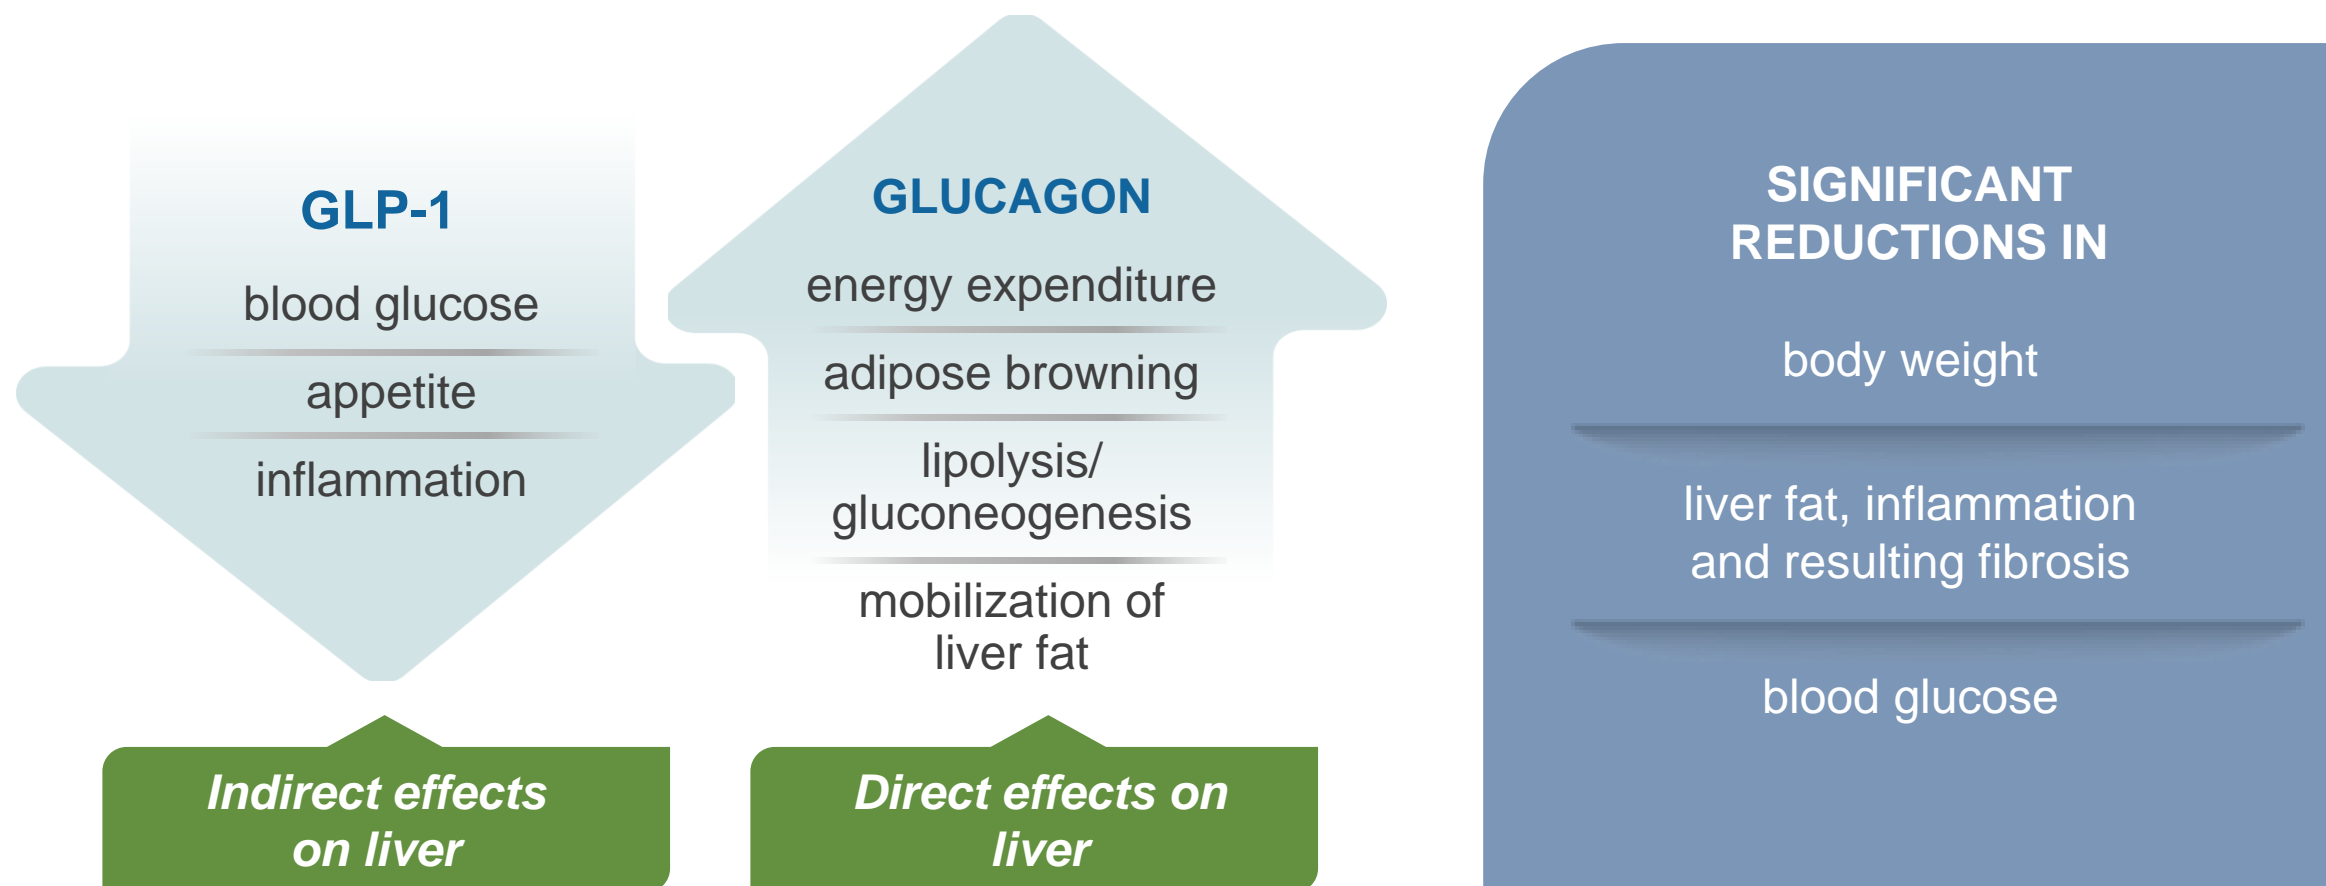 GLP-1
blood glucose
appetite
inflammation
Indirect effects
on liver
GLUCAGON
energy expenditure
adipose browning
lipolysis/
gluconeogenesis
mobilization of
liver fat
Direct effects on
liver
SIGNIFICANT
REDUCTIONS IN
body weight
liver fat, inflammation
and resulting fibrosis
blood glucose